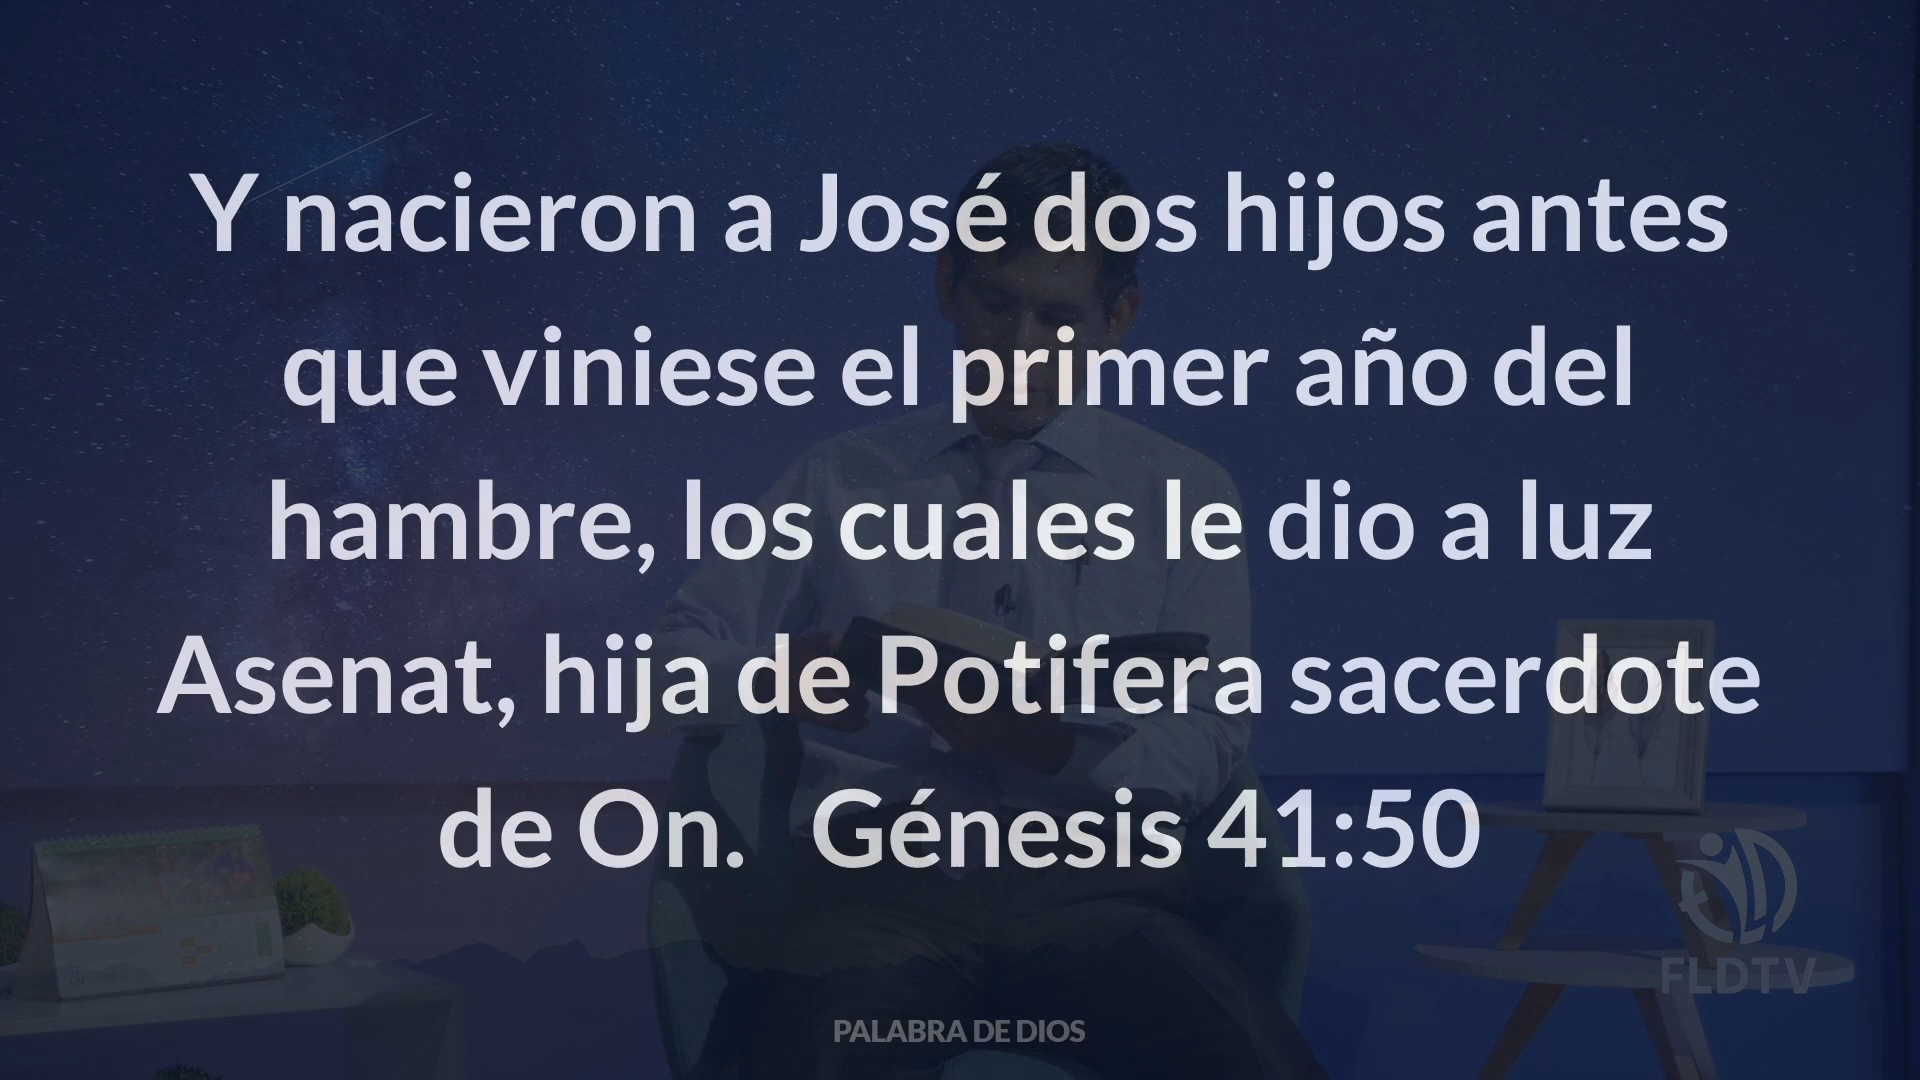 Y nacieron a José dos hijos antes
que viniese el primer año del
hambre, los cuales le dio a luz
Asenat, hija de Potifera sacerdote
de On. Génesis 41:50
FLDTV
PALABRA DE DIOS